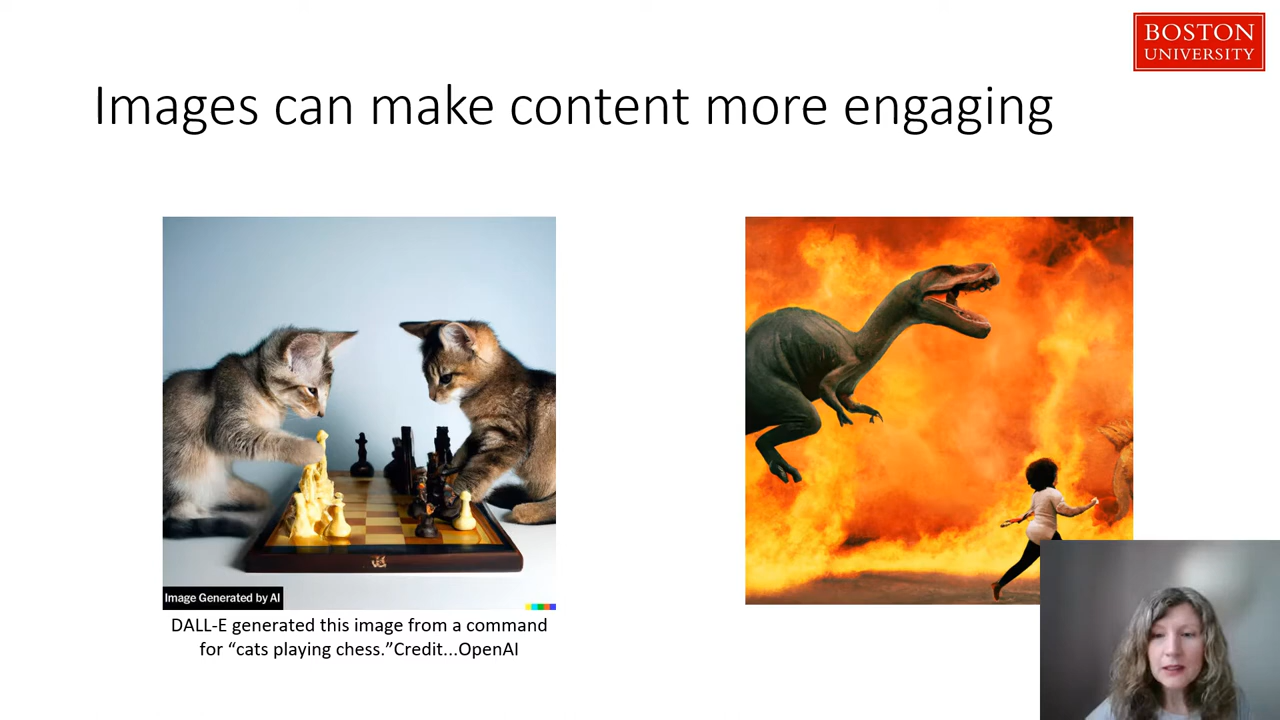 BOSTON
UNIVERSITY
Images can make content more engaging
Image Generated by AI
DALL-E generated this image from a command
for “cats playing chess.”Credit...OpenAI